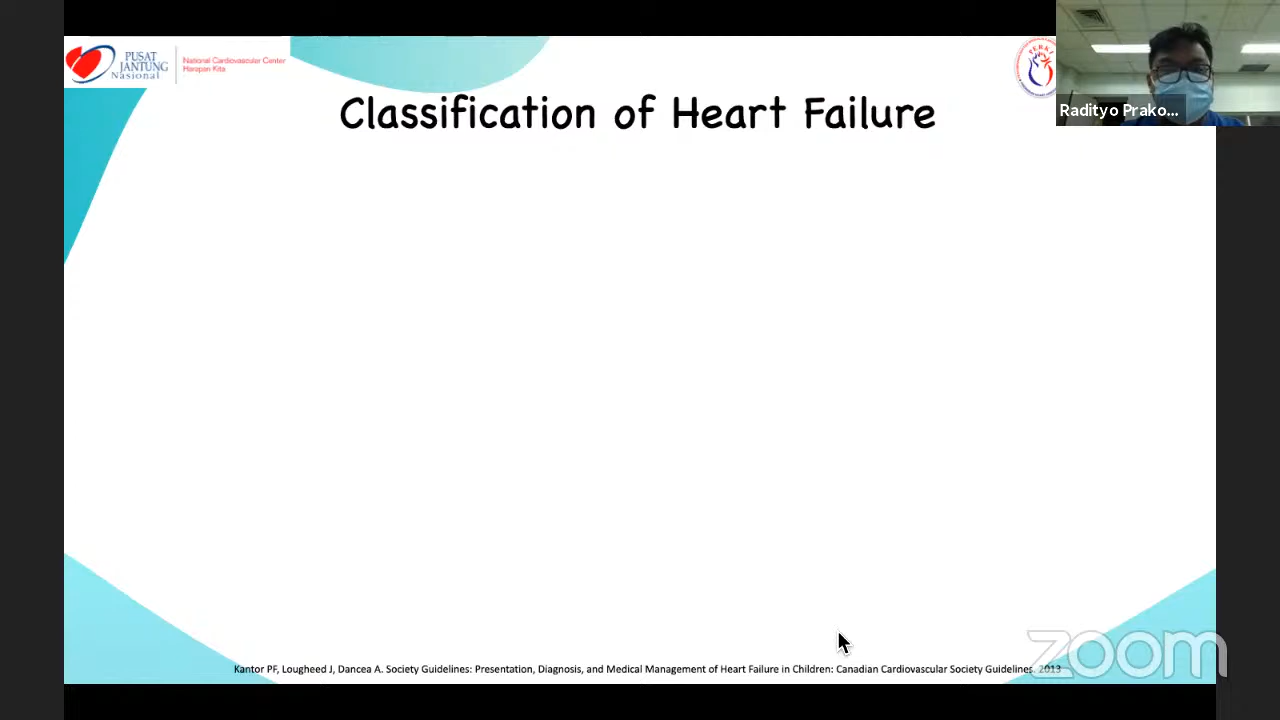 PUSAT
JANTUNG
Nasional
National Cardiovascular Center
Harapan Kita
PERKI
Radityo Prako...
Classification of Heart Failure
Kantor PF, Lougheed J, Dancea A. Society Guidelines: Presentation, Diagnosis, and Medical Management of Heart Failure in Children: Canadian Cardiovascular Society Guidelines. 2013
zoom